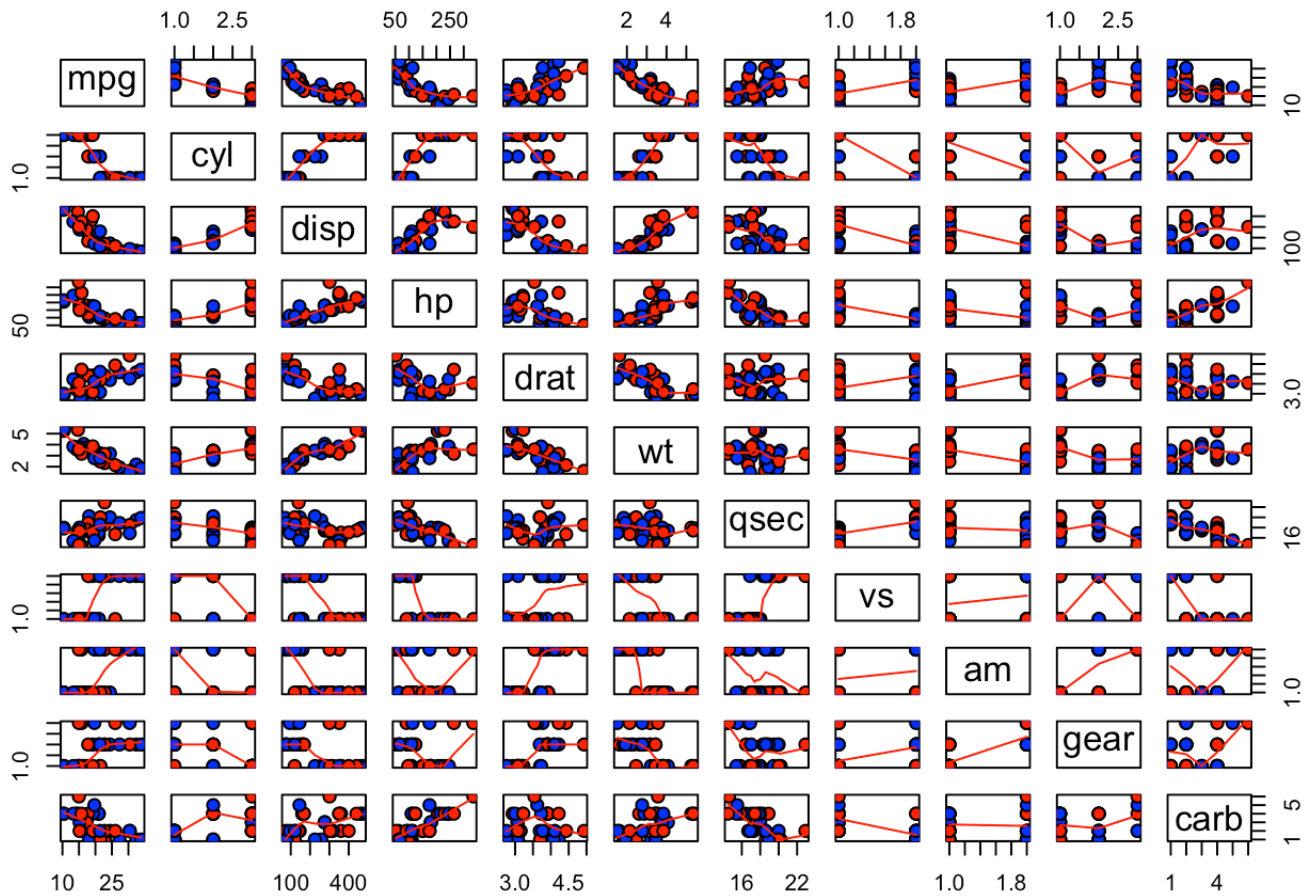 1.0 2.5 50 250 2 4 1.0 1.8 1.0 2.5
mpg 10
1.0 cyl
disp 100
50 hp
drat 3.0
2 5 wt
qsec 16
1.0 vs
am 1.0
1.0 gear
carb 1 5
10 25 100 400 3.0 4.5 16 22 1.0 1.8 1 4